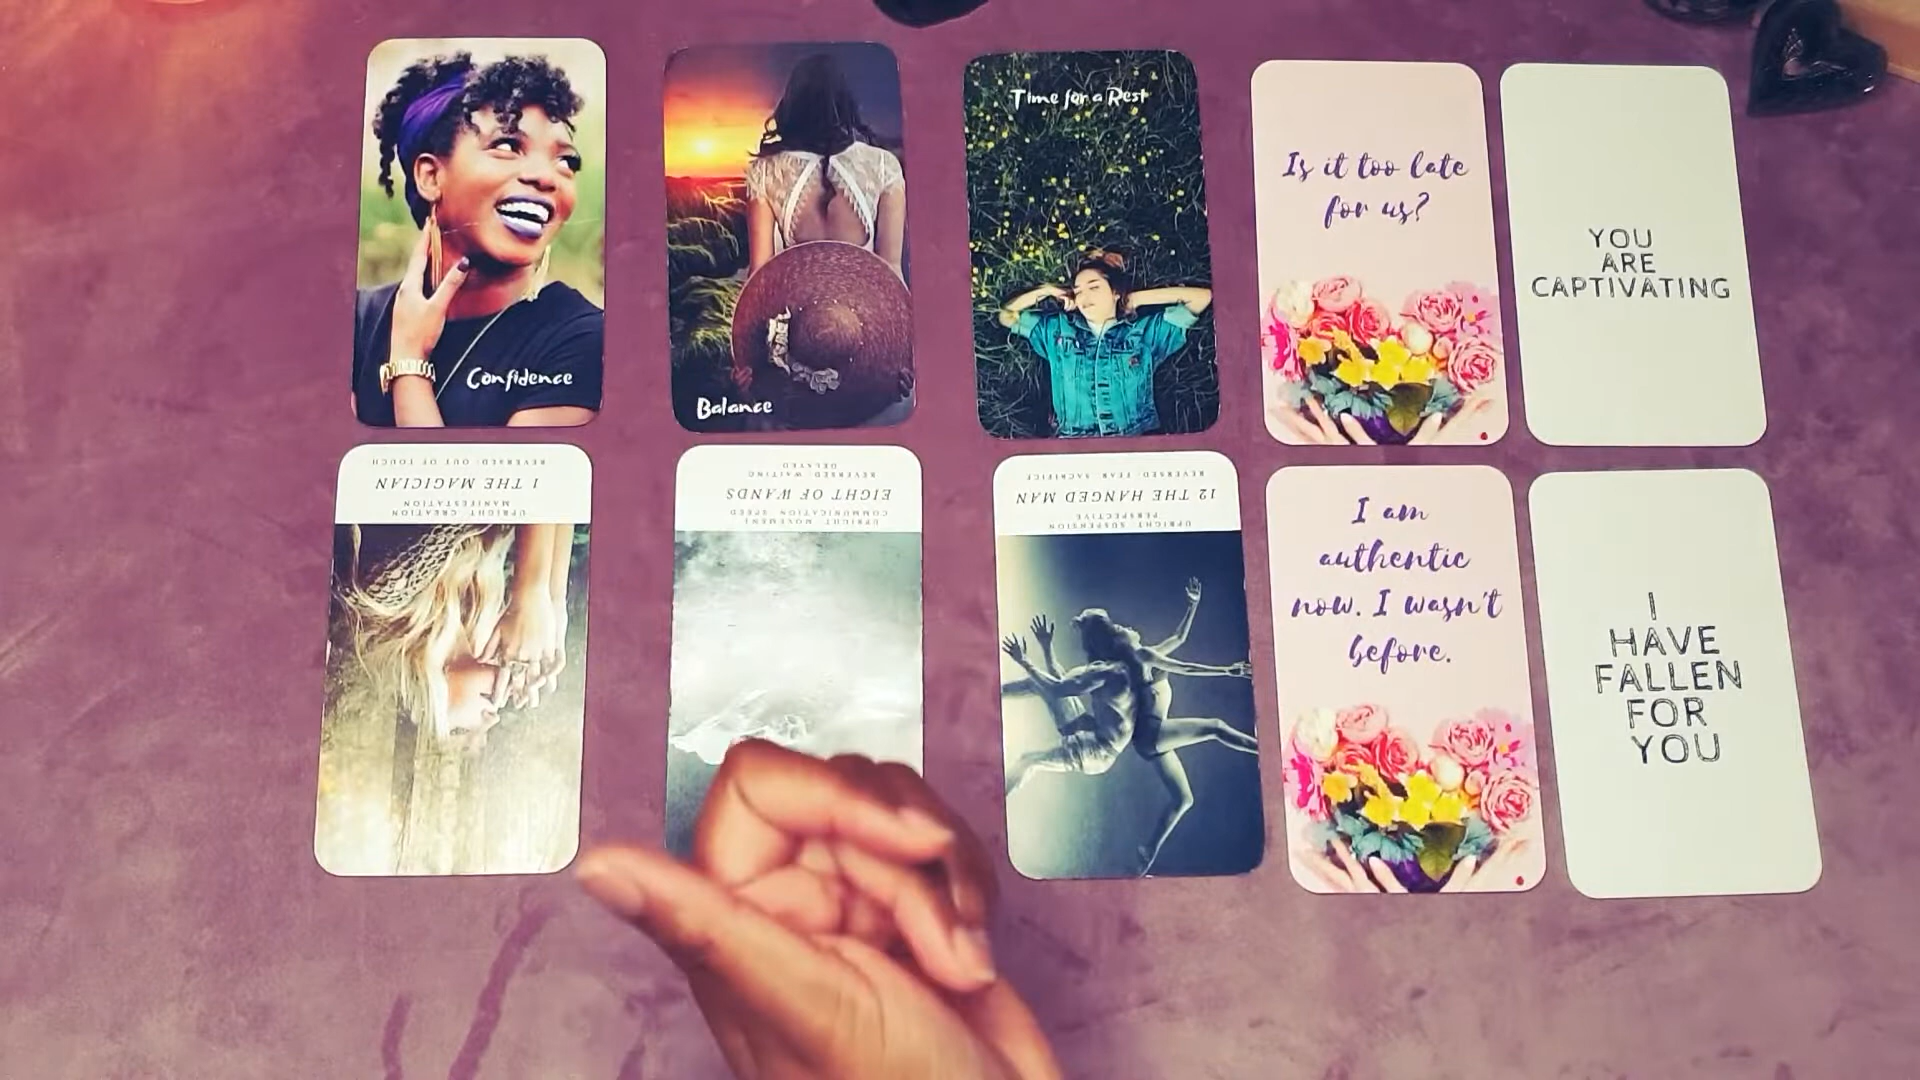 Confidence
Balance
Time for a Rest
Is it too late
for us?
YOU
ARE
CAPTIVATING
UPRIGHT CREATION
MANIFESTATION
I THE MAGICIAN
REVERSED: OUT OF TOUCH
UPRIGHT MOVEMENT
COMMUNICATION SPEED
EIGHT OF WANDS
REVERSED WAITING
DELAYED
UPRIGHT SUSPENSION
PERSPECTIVE
12 THE HANGED MAN
REVERSED FEAR SACRIFICE
I am
authentic
now. I wasn't
before.
I
HAVE
FALLEN
FOR
YOU